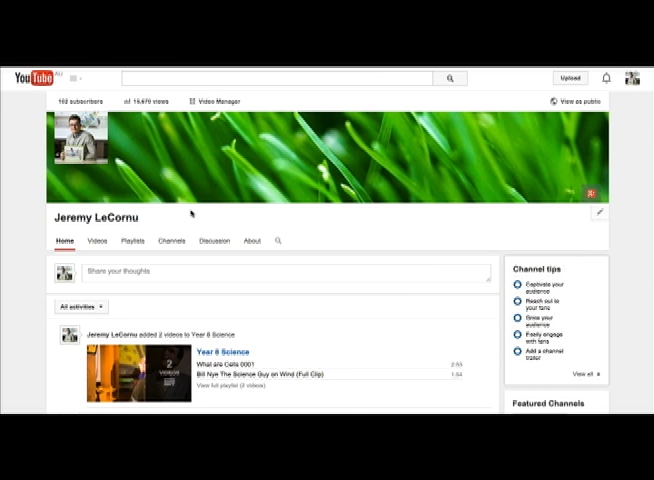 YouTube AU
Upload
102 subscribers 15,670 views Video Manager View as public
Jeremy LeCornu
Home Videos Playlists Channels Discussion About
Share your thoughts
All activities
Jeremy LeCornu added 2 videos to Year 8 Science
Year 8 Science
What are Cells 0001
Bill Nye The Science Guy on Wind (Full Clip)
View full playlist (2 videos)
2
VIDEOS
Channel tips
Captivate your
audience
Reach out to
your fans
Grow your
audience
Easily engage
with fans
Add a channel
trailer
View all
Featured Channels